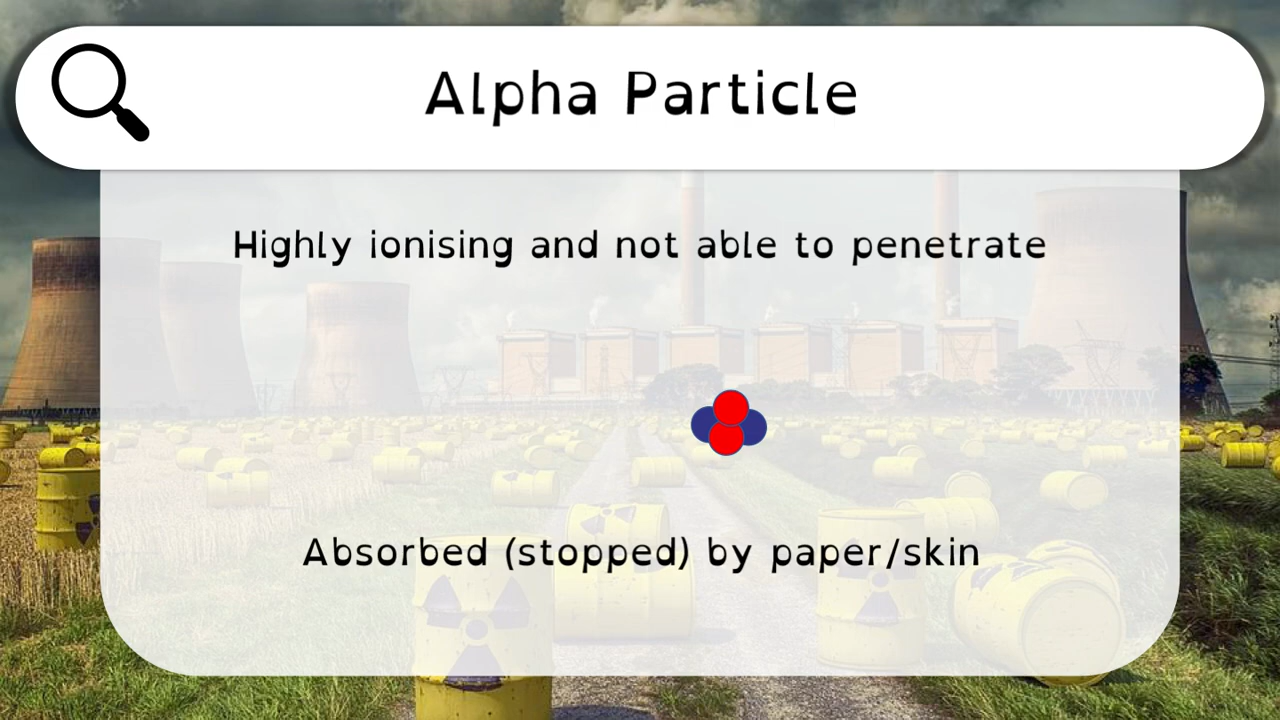 Alpha Particle
Highly ionising and not able to penetrate
Absorbed (stopped) by paper/skin